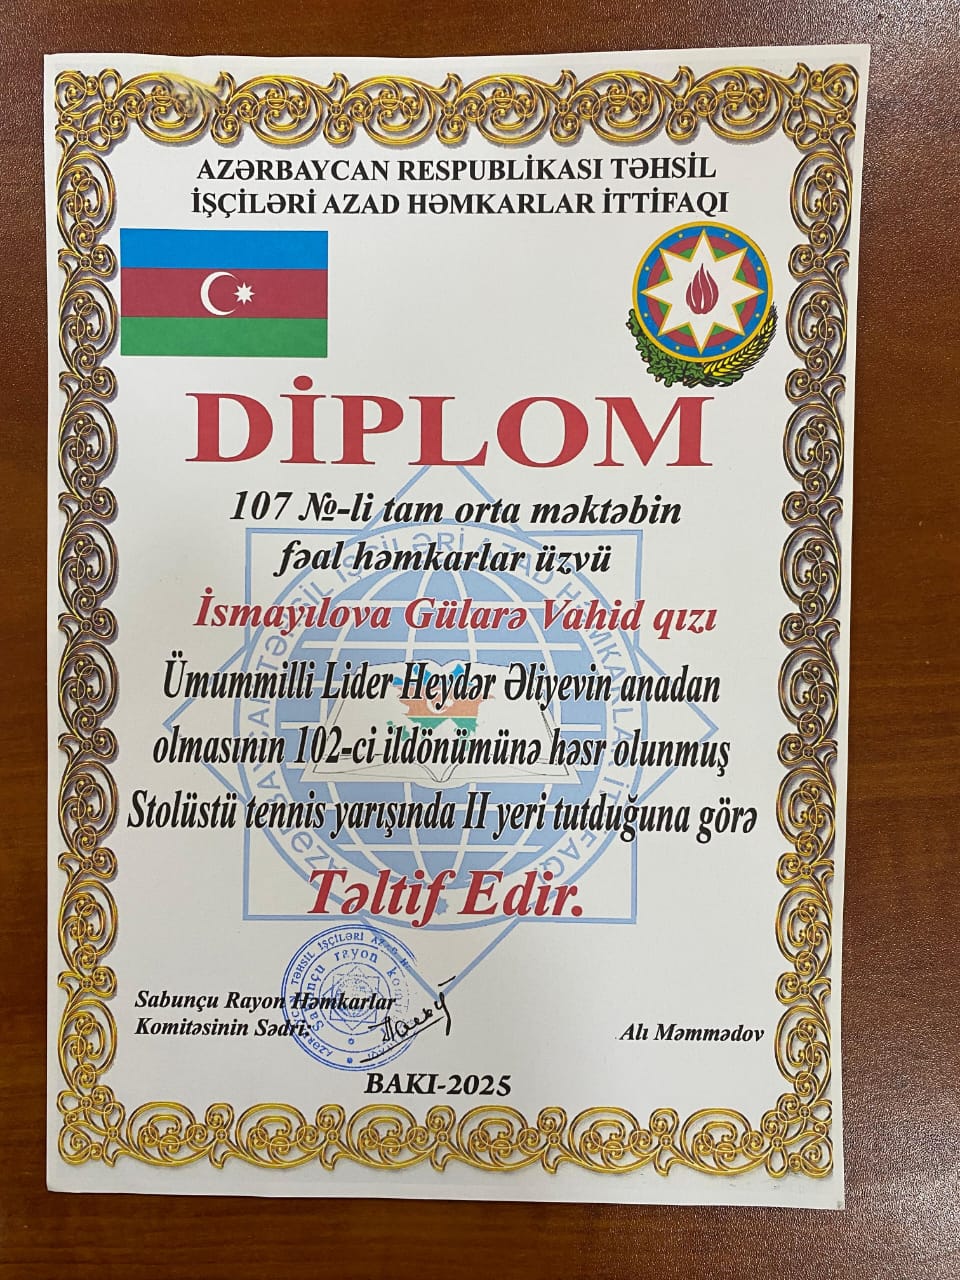 AZƏRBAYCAN RESPUBLİKASI TƏHSİL
İŞÇİLƏRİ AZAD HƏMKARLAR İTTİFAQI
DİPLOM
107 №-li tam orta məktəbin
fəal həmkarlar üzvü
İsmayılova Gülarə Vahid qızı
Ümummilli Lider Heydər Əliyevin anadan
olmasının 102-ci ildönümünə həsr olunmuş
Stolüstü tennis yarışında II yeri tutduğuna görə
Təltif Edir.
Sabunçu Rayon Həmkarlar
Komitəsinin Sədri:
Alı Məmmədov
BAKI-2025